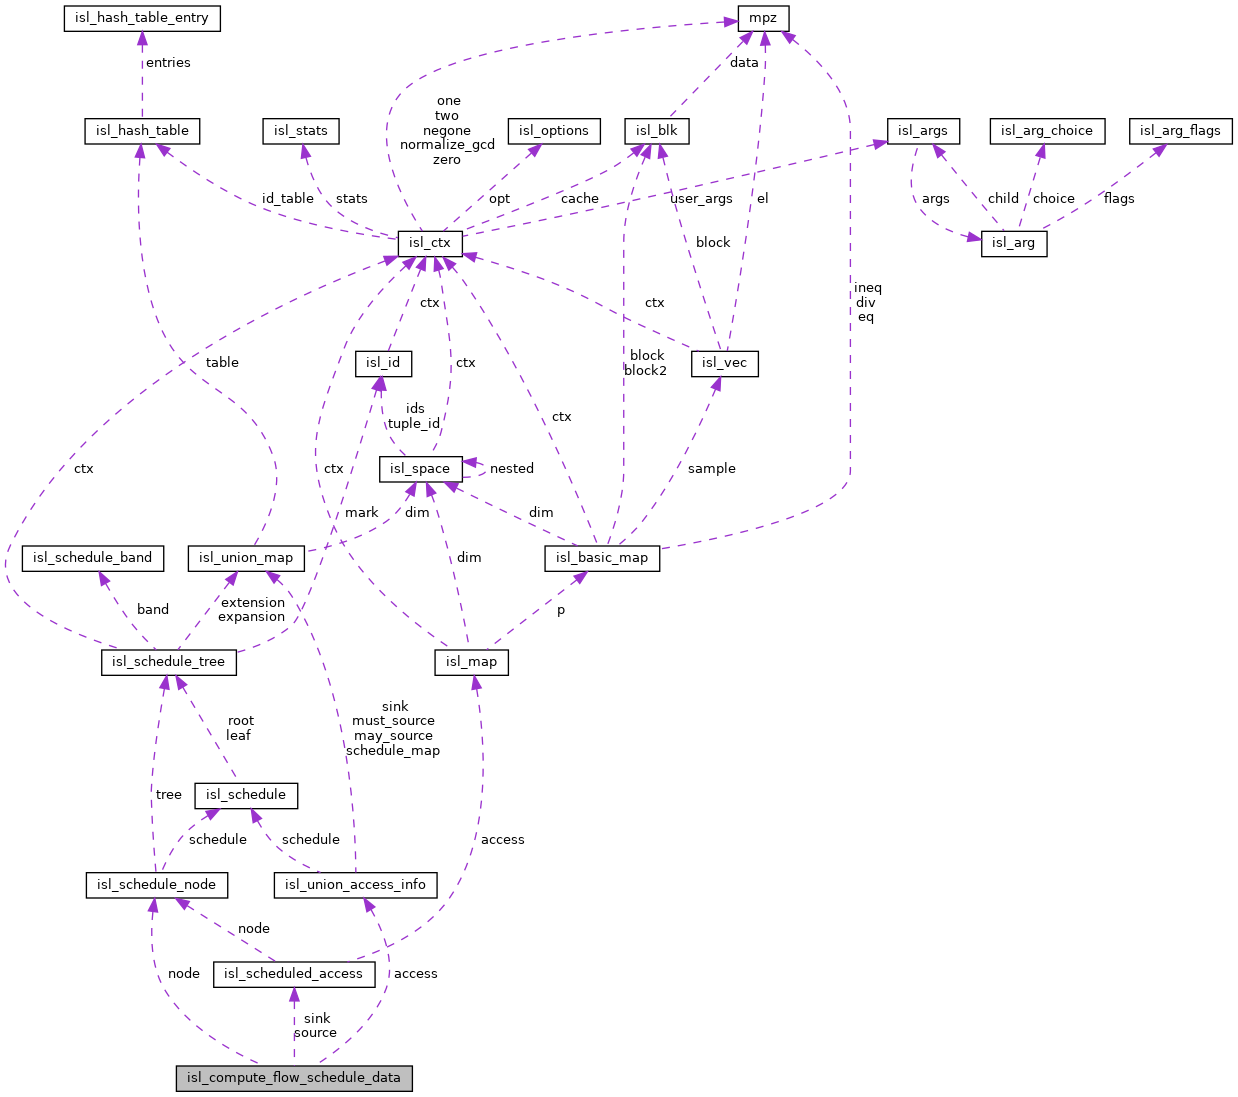 isl_hash_table_entry
mpz
entries
data
one
two
negone
normalize_gcd
zero
isl_hash_table
isl_stats
isl_options
isl_blk
isl_args
isl_arg_choice
isl_arg_flags
id_table
stats
opt
cache
user_args
el
args
child
choice
flags
isl_ctx
block
isl_arg
ineq
div
eq
ctx
ctx
table
isl_id
ctx
block
block2
isl_vec
ids
tuple_id
ctx
ctx
ctx
isl_space
nested
sample
mark
dim
dim
isl_schedule_band
isl_union_map
dim
isl_basic_map
band
extension
expansion
p
isl_schedule_tree
isl_map
root
leaf
sink
must_source
may_source
schedule_map
tree
isl_schedule
schedule
schedule
access
isl_schedule_node
isl_union_access_info
node
node
isl_scheduled_access
access
sink
source
isl_compute_flow_schedule_data